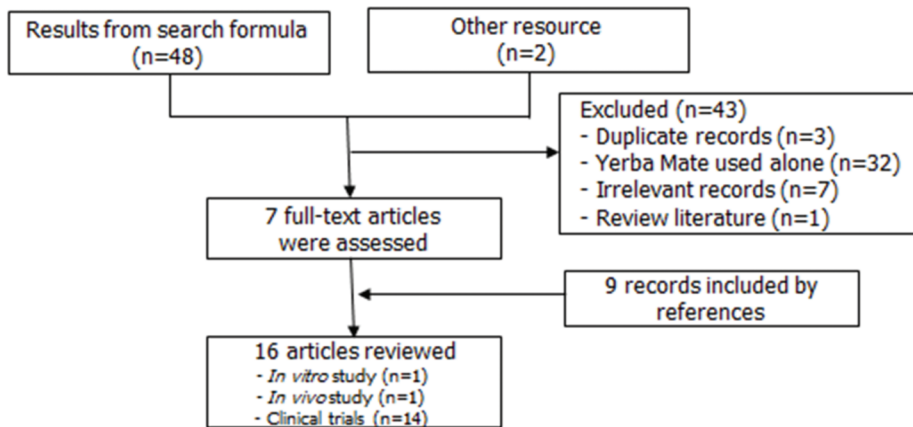 Results from search formula
(n=48)
Other resource
(n=2)
Excluded (n=43)
- Duplicate records (n=3)
- Yerba Mate used alone (n=32)
- Irrelevant records (n=7)
- Review literature (n=1)
7 full-text articles
were assessed
9 records included by
references
16 articles reviewed
- In vitro study (n=1)
- In vivo study (n=1)
- Clinical trials (n=14)